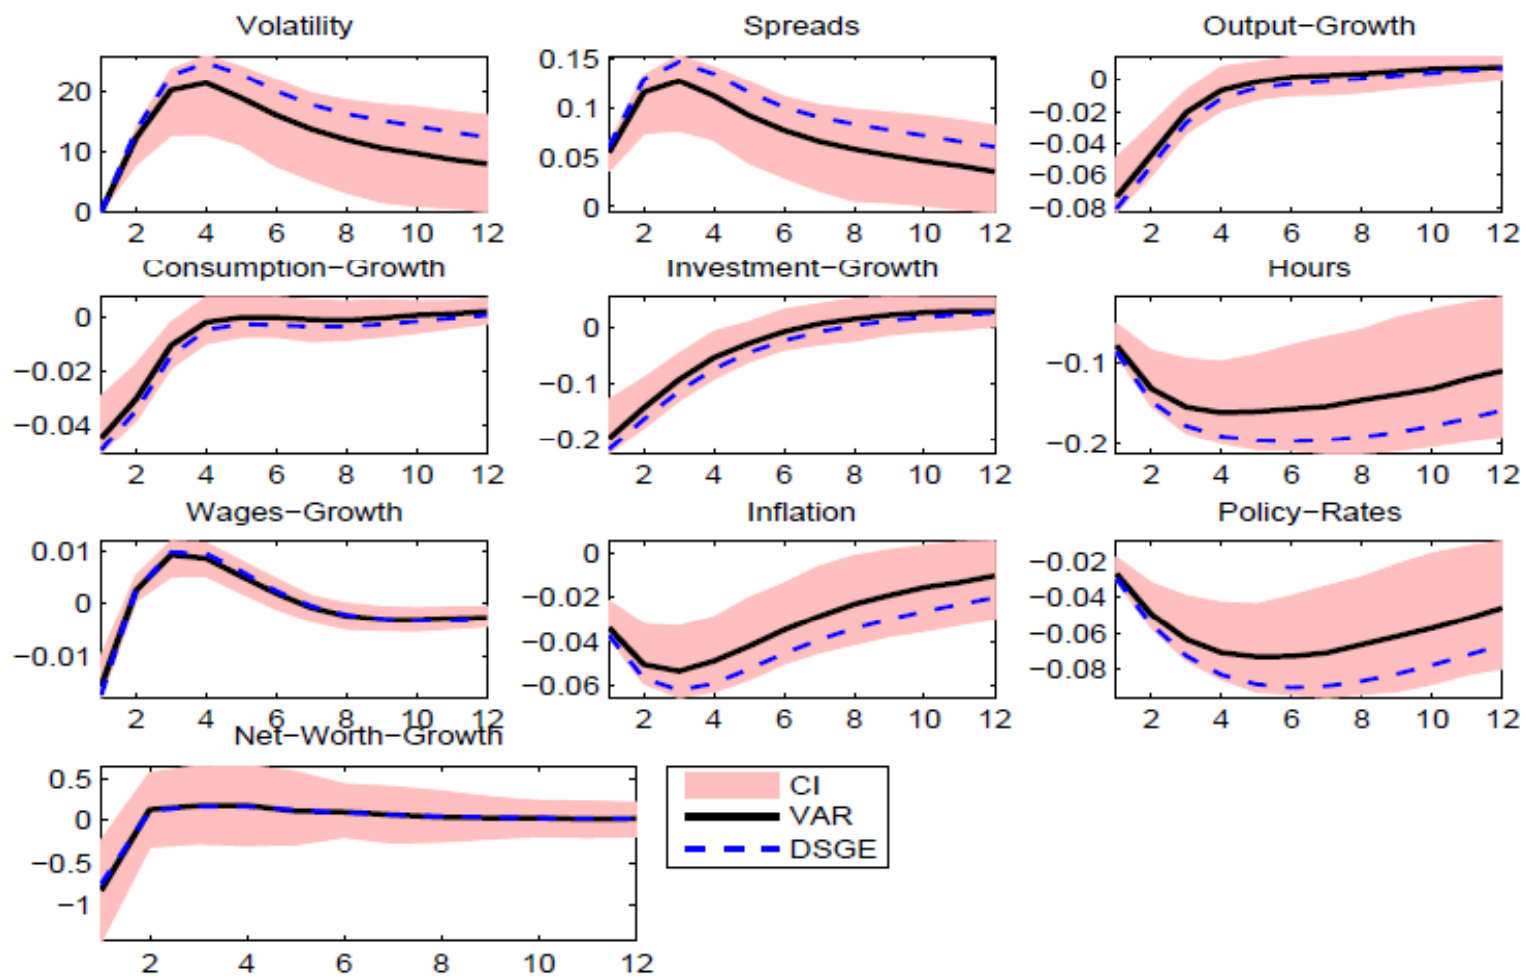 Volatility Spreads Output-Growth
20 0.15 0
10 0.1 -0.02
0 0.05 -0.04
0 -0.06
-0.08
2 4 6 8 10 12 2 4 6 8 10 12 2 4 6 8 10 12
Consumption-Growth Investment-Growth Hours
0 0 -0.1
-0.02 -0.1 -0.2
-0.04 -0.2
2 4 6 8 10 12 2 4 6 8 10 12 2 4 6 8 10 12
Wages-Growth Inflation Policy-Rates
0.01 0 -0.02
0 -0.02 -0.04
-0.01 -0.04 -0.06
-0.06 -0.08
2 4 6 8 10 12 2 4 6 8 10 12 2 4 6 8 10 12
Net-Worth-Growth
0.5
0
-0.5
-1
2 4 6 8 10 12
CI
VAR
DSGE